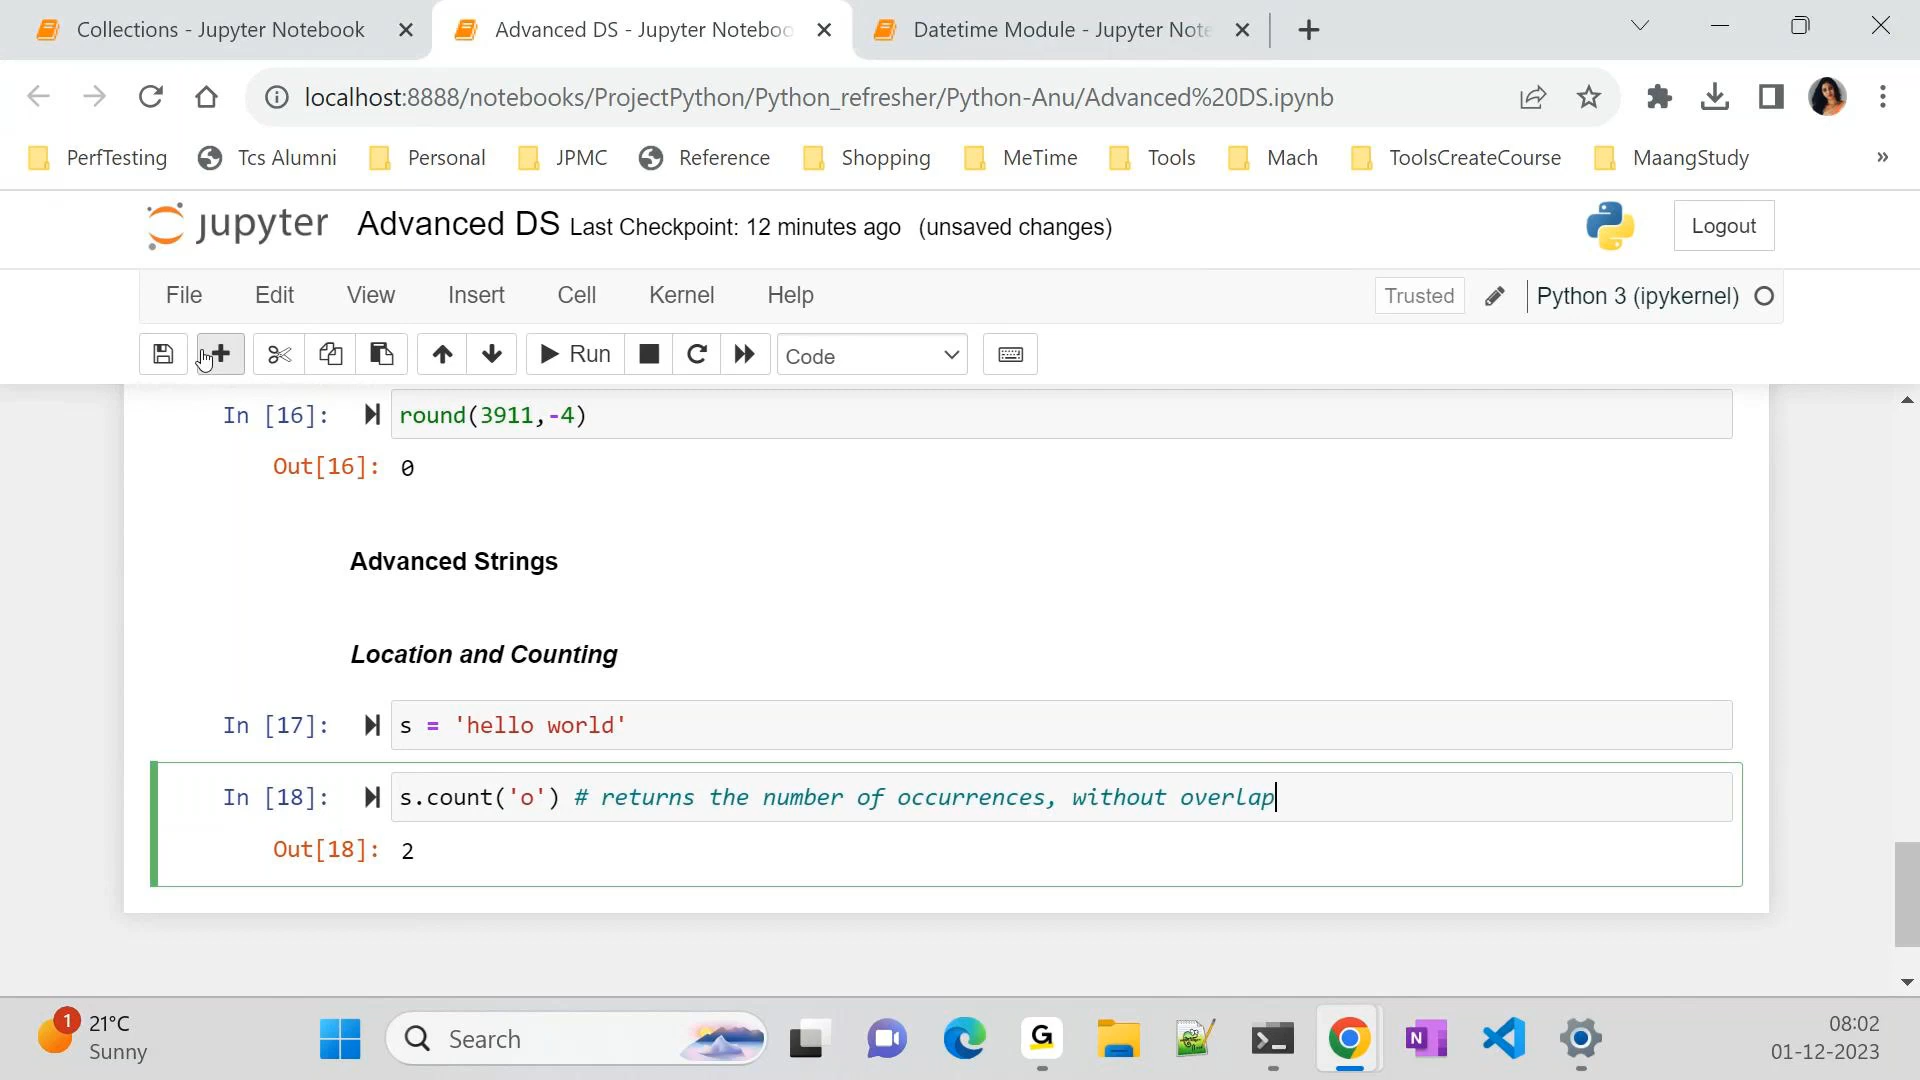 Collections - Jupyter Notebook
Advanced DS - Jupyter Noteboo
Datetime Module - Jupyter Note
localhost:8888/notebooks/ProjectPython/Python_refresher/Python-Anu/Advanced%20DS.ipynb
PerfTesting Tcs Alumni Personal JPMC Reference Shopping MeTime Tools Mach ToolsCreateCourse MaangStudy »
jupyter Advanced DS Last Checkpoint: 12 minutes ago (unsaved changes) Logout
File Edit View Insert Cell Kernel Help Trusted Python 3 (ipykernel)
Run Code
In [16]: round(3911,-4)
Out[16]: 0
Advanced Strings
Location and Counting
In [17]: s = 'hello world'
In [18]: s.count('o') # returns the number of occurrences, without overlap
Out[18]: 2
1
21°C
Sunny
Search
G
N
08:02
01-12-2023